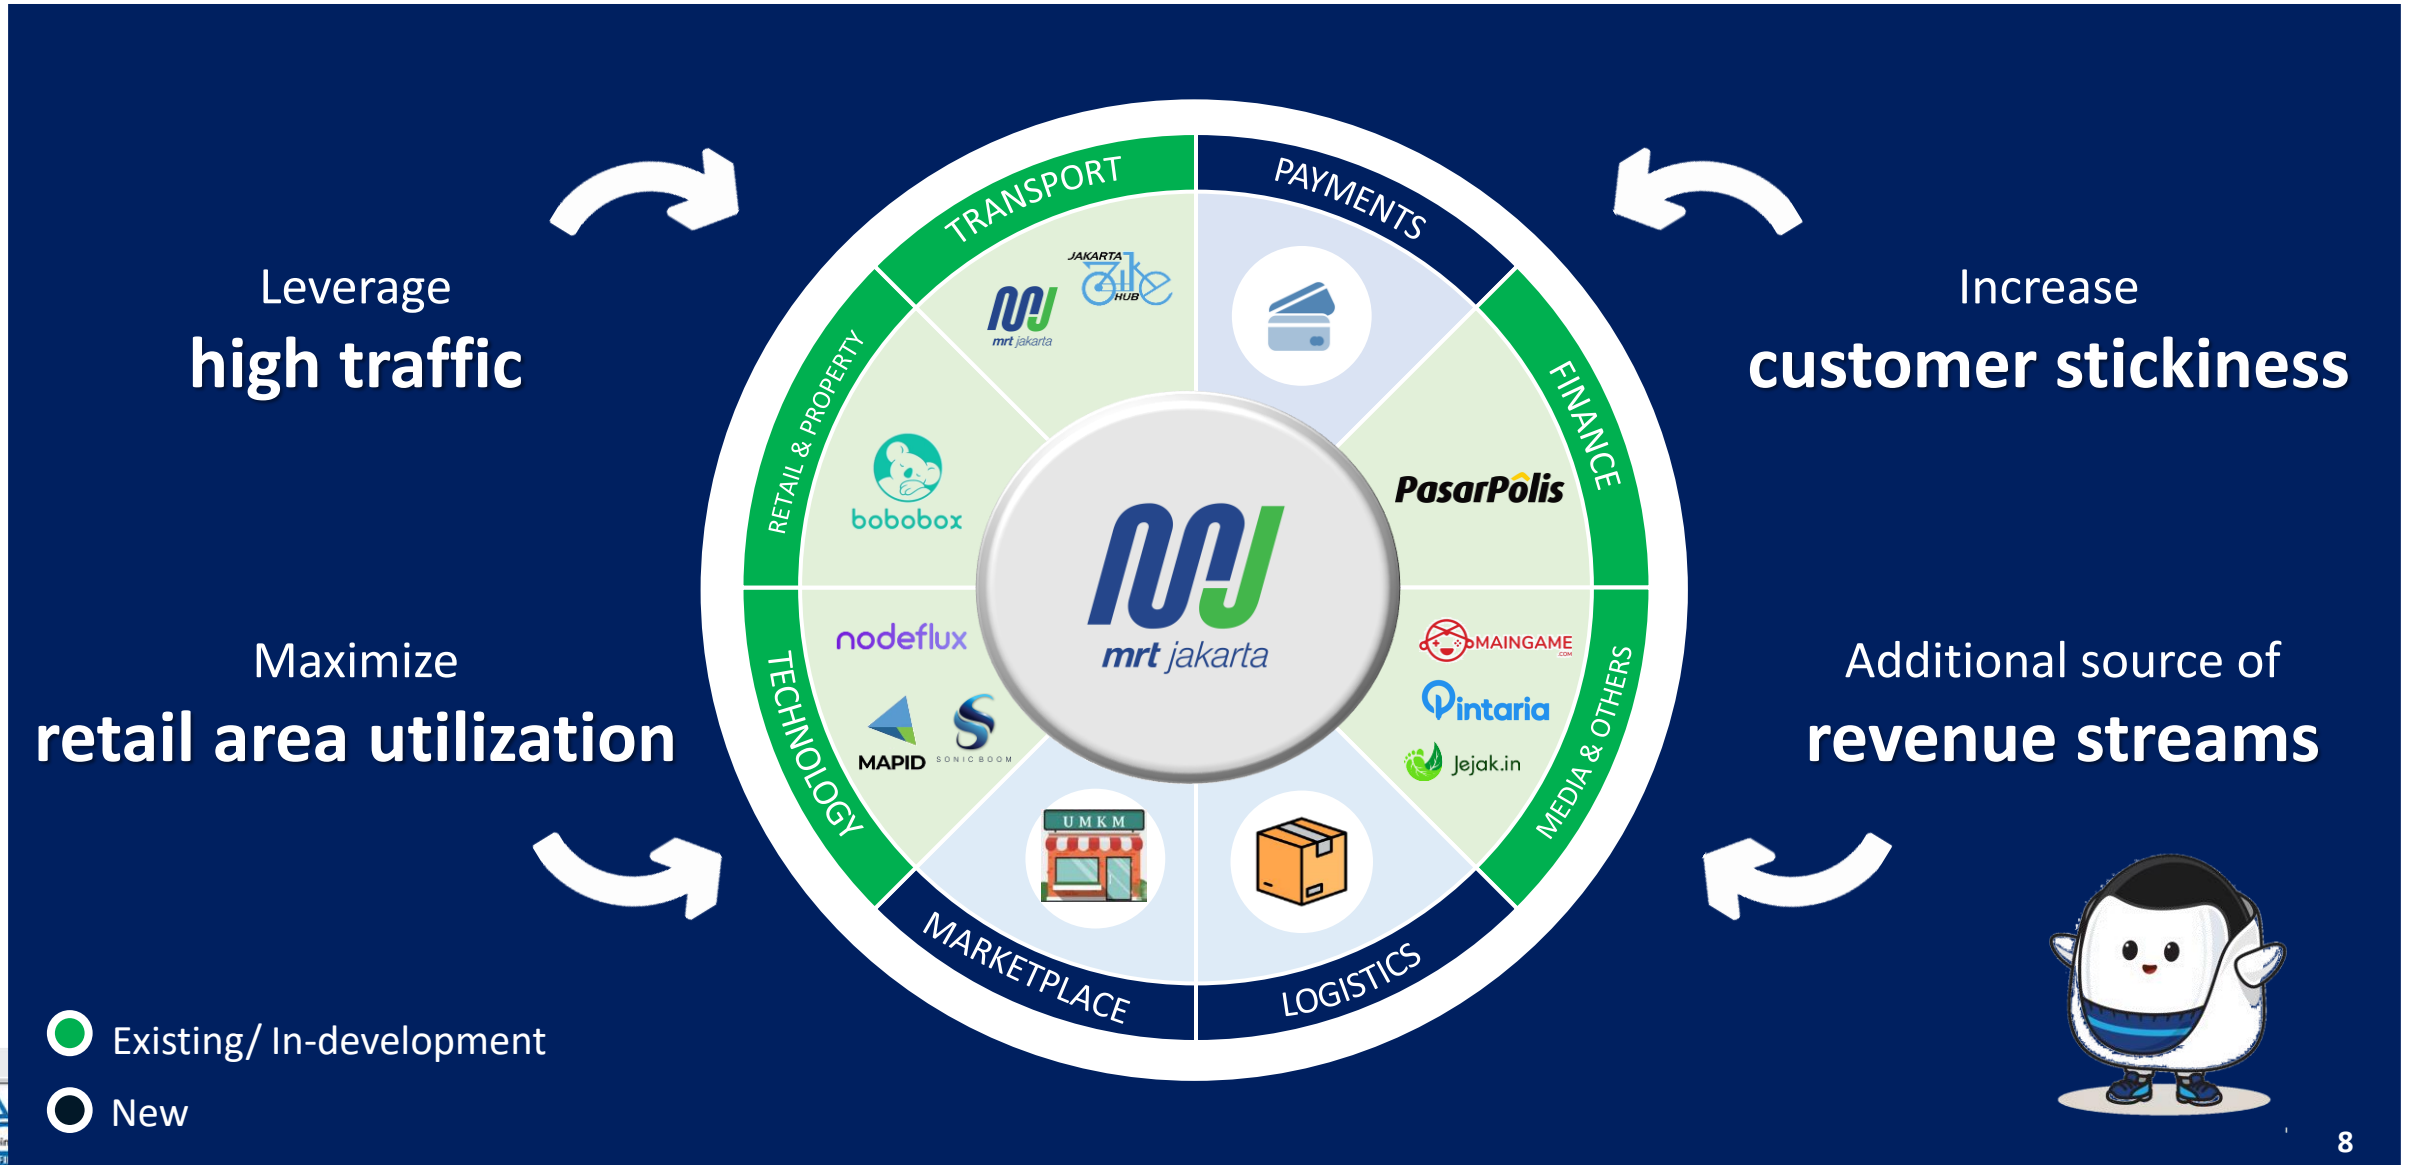 Leverage
high traffic
Maximize
retail area utilization
TRANSPORT
PAYMENTS
FINANCE
MEDIA & OTHERS
LOGISTICS
MARKETPLACE
TECHNOLOGY
RETAIL & PROPERTY
mrt jakarta
JAKARTA
HUB
bobobox
PasarPolis
nodeflux
MAPID
SONIC BOOM
mrt jakarta
MAINGAME
.COM
Pintaria
Jejak.in
UMKM
Increase
customer stickiness
Additional source of
revenue streams
Existing/ In-development
New
8